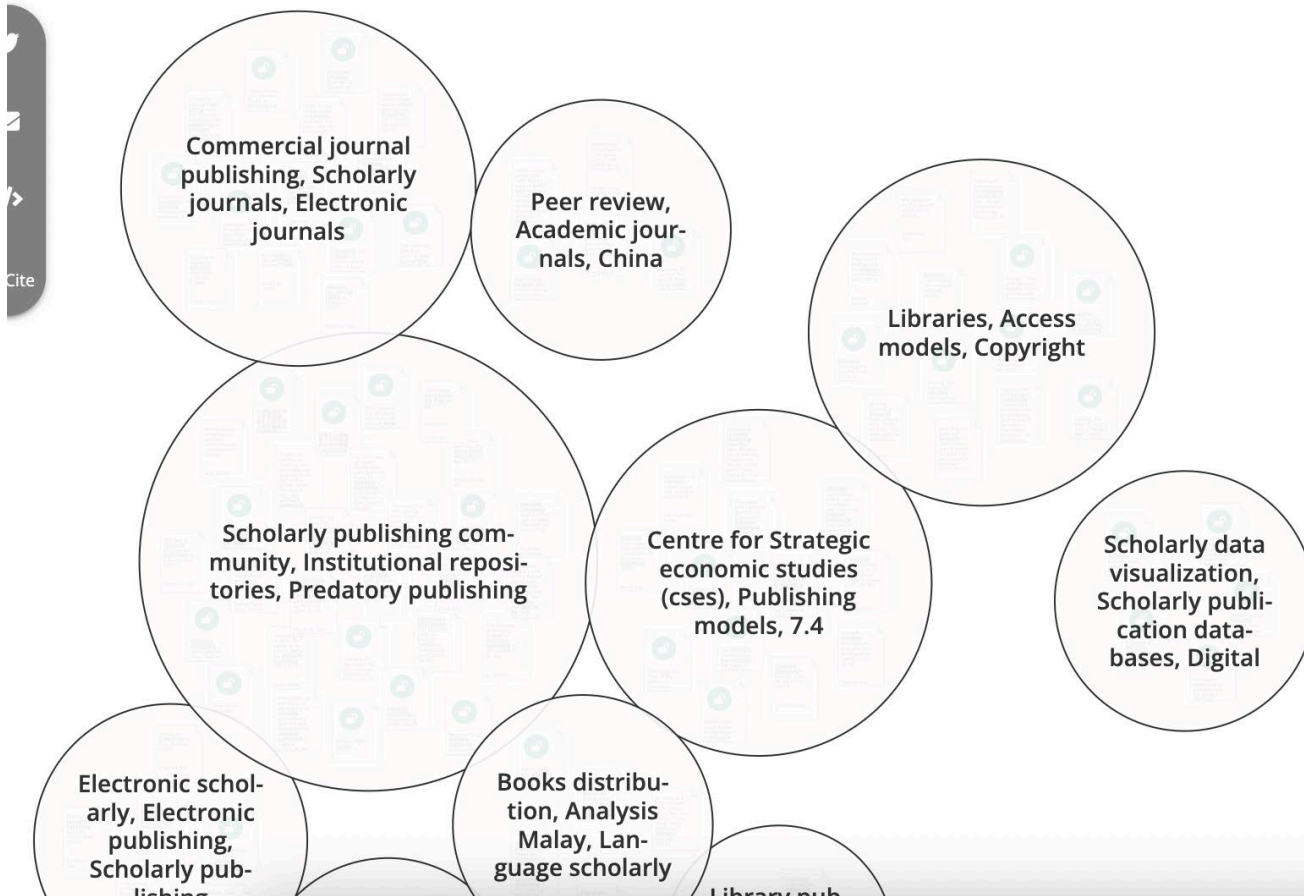 Cite
Commercial journal
publishing, Scholarly
journals, Electronic
journals
Peer review,
Academic jour-
nals, China
Libraries, Access
models, Copyright
Scholarly publishing com-
munity, Institutional reposi-
tories, Predatory publishing
Centre for Strategic
economic studies
(cses), Publishing
models, 7.4
Scholarly data
visualization,
Scholarly publi-
cation data-
bases, Digital
Electronic schol-
arly, Electronic
publishing,
Scholarly pub-
lishing
Books distribu-
tion, Analysis
Malay, Lan-
guage scholarly
Library pub-